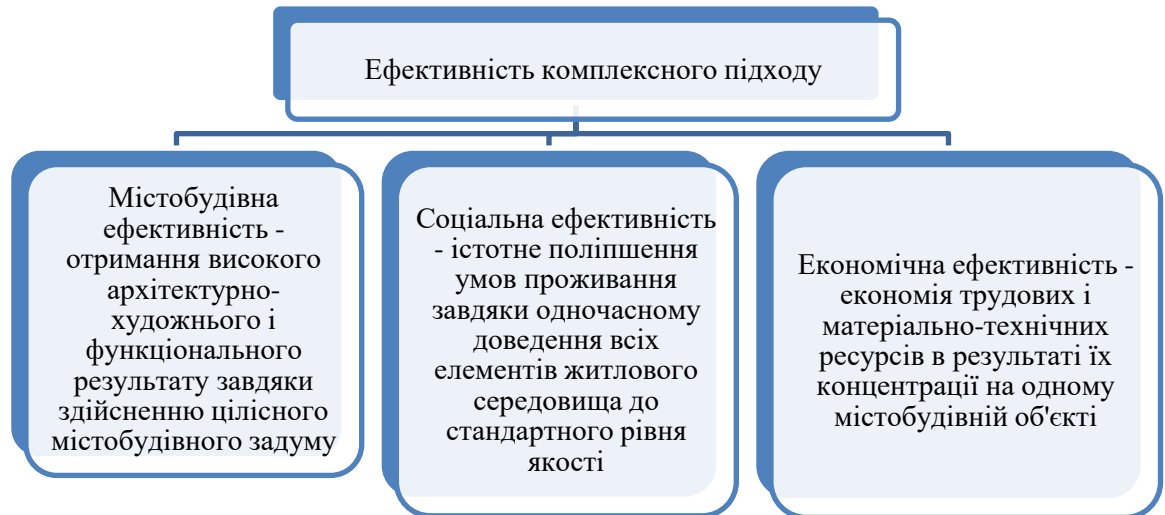 Ефективність комплексного підходу
Містобудівна
ефективність -
отримання високого
архітектурно-
художнього і
функціонального
результату завдяки
здійсненню цілісного
містобудівного задуму
Соціальна ефективність
- істотне поліпшення
умов проживання
завдяки одночасному
доведення всіх
елементів житлового
середовища до
стандартного рівня
якості
Економічна ефективність -
економія трудових і
матеріально-технічних
ресурсів в результаті їх
концентрації на одному
містобудівній об'єкті